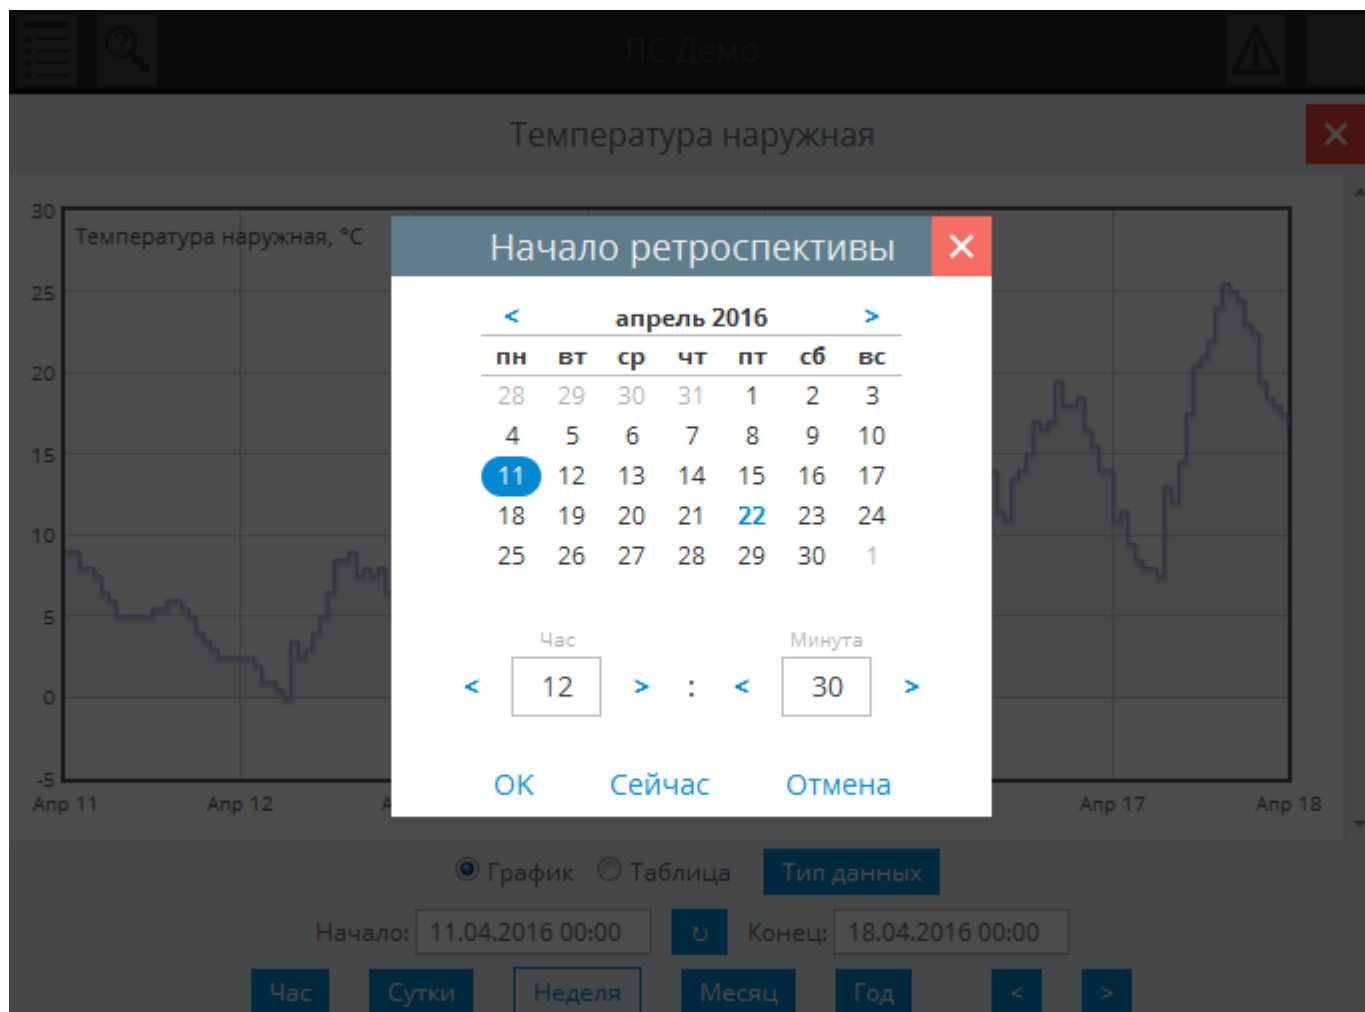 ПС Демо
Температура наружная
Температура наружная, °C
30
25
20
15
10
5
0
-5
Апр 11 Апр 12 А Апр 17 Апр 18
Начало ретроспективы
< апрель 2016 >
пн вт ср чт пт сб вс
28 29 30 31 1 2 3
4 5 6 7 8 9 10
11 12 13 14 15 16 17
18 19 20 21 22 23 24
25 26 27 28 29 30 1
Час Минута
< 12 > : < 30 >
OK Сейчас Отмена
График Таблица Тип данных
Начало: 11.04.2016 00:00 Конец: 18.04.2016 00:00
Час Сутки Неделя Месяц Год < >